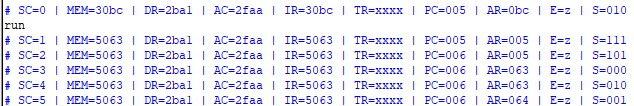 # SC=0 | MEM=30bc | DR=2ba1 | AC=2faa | IR=30bc | TR=xxxx | PC=005 | AR=0bc | E=z | S=010
run
# SC=1 | MEM=5063 | DR=2ba1 | AC=2faa | IR=5063 | TR=xxxx | PC=005 | AR=005 | E=z | S=111
# SC=2 | MEM=5063 | DR=2ba1 | AC=2faa | IR=5063 | TR=xxxx | PC=006 | AR=005 | E=z | S=101
# SC=3 | MEM=5063 | DR=2ba1 | AC=2faa | IR=5063 | TR=xxxx | PC=006 | AR=063 | E=z | S=000
# SC=4 | MEM=5063 | DR=2ba1 | AC=2faa | IR=5063 | TR=xxxx | PC=006 | AR=063 | E=z | S=010
# SC=5 | MEM=5063 | DR=2ba1 | AC=2faa | IR=5063 | TR=xxxx | PC=006 | AR=064 | E=z | S=001